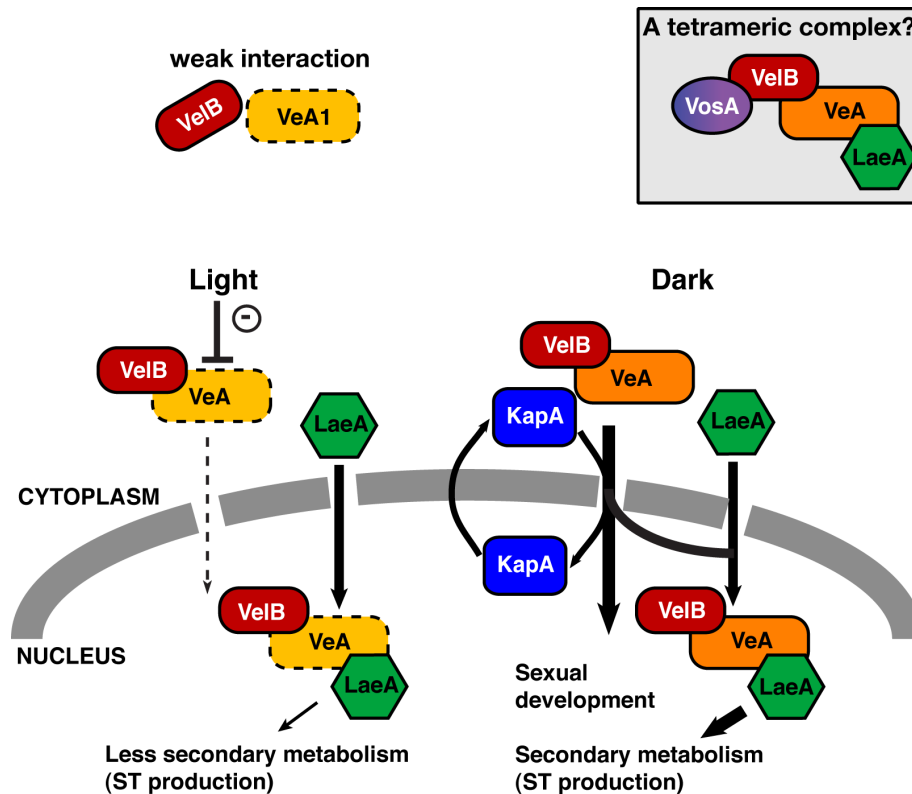 weak interaction
VelB
VeA1
A tetrameric complex?
VelB
VosA
VeA
LaeA
Light
Dark
-
VelB
VeA
LaeA
VelB
VeA
KapA
LaeA
CYTOPLASM
KapA
NUCLEUS
VelB
VeA
LaeA
VelB
VeA
LaeA
Sexual
development
Less secondary metabolism
(ST production)
Secondary metabolism
(ST production)